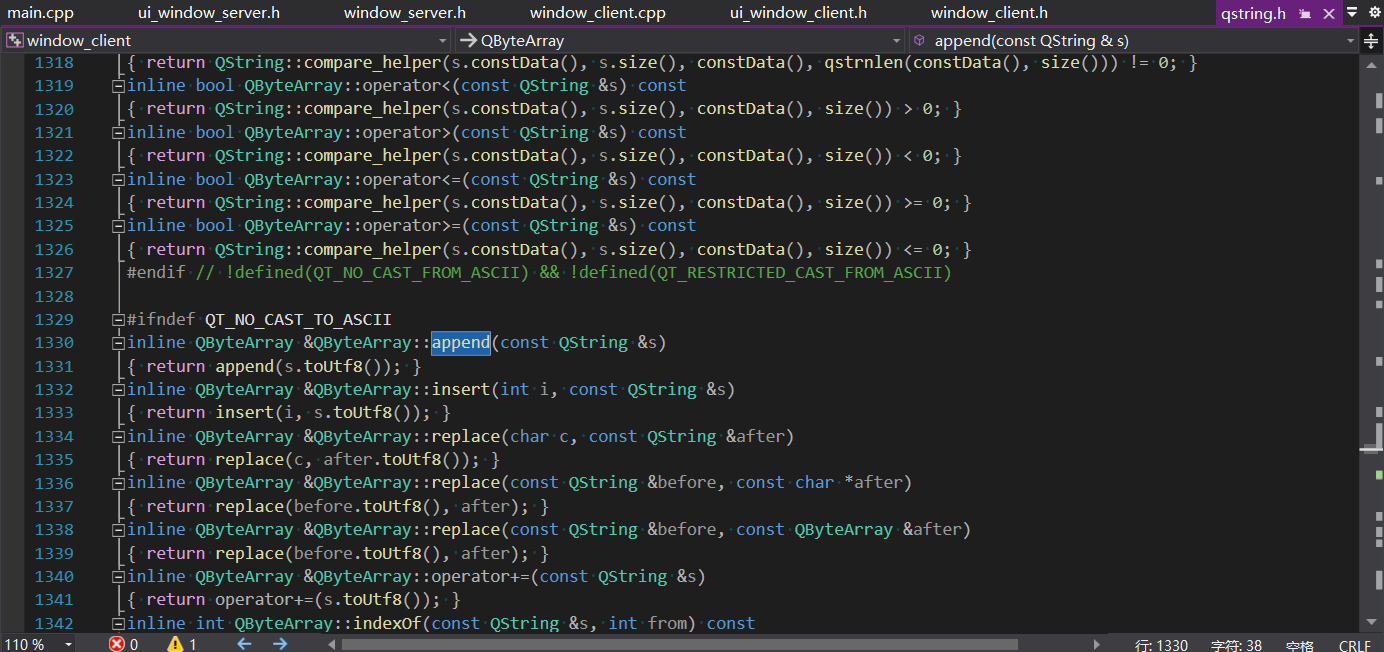 main.cpp ui_window_server.h window_server.h window_client.cpp ui_window_client.h window_client.h qstring.h
window_client QByteArray append(const QString & s)
1318 { return QString::compare_helper(s.constData(), s.size(), constData(), qstrnlen(constData(), size())) != 0; }
1319 inline bool QByteArray::operator<(const QString &s) const
1320 { return QString::compare_helper(s.constData(), s.size(), constData(), size()) > 0; }
1321 inline bool QByteArray::operator>(const QString &s) const
1322 { return QString::compare_helper(s.constData(), s.size(), constData(), size()) < 0; }
1323 inline bool QByteArray::operator<=(const QString &s) const
1324 { return QString::compare_helper(s.constData(), s.size(), constData(), size()) >= 0; }
1325 inline bool QByteArray::operator>=(const QString &s) const
1326 { return QString::compare_helper(s.constData(), s.size(), constData(), size()) <= 0; }
1327 #endif // !defined(QT_NO_CAST_FROM_ASCII) && !defined(QT_RESTRICTED_CAST_FROM_ASCII)
1328
1329 #ifndef QT_NO_CAST_TO_ASCII
1330 inline QByteArray &QByteArray::append(const QString &s)
1331 { return append(s.toUtf8()); }
1332 inline QByteArray &QByteArray::insert(int i, const QString &s)
1333 { return insert(i, s.toUtf8()); }
1334 inline QByteArray &QByteArray::replace(char c, const QString &after)
1335 { return replace(c, after.toUtf8()); }
1336 inline QByteArray &QByteArray::replace(const QString &before, const char *after)
1337 { return replace(before.toUtf8(), after); }
1338 inline QByteArray &QByteArray::replace(const QString &before, const QByteArray &after)
1339 { return replace(before.toUtf8(), after); }
1340 inline QByteArray &QByteArray::operator+=(const QString &s)
1341 { return operator+=(s.toUtf8()); }
1342 inline int QByteArray::indexOf(const QString &s, int from) const
110 % 0 1 行: 1330 字符: 38 空格 CRLF